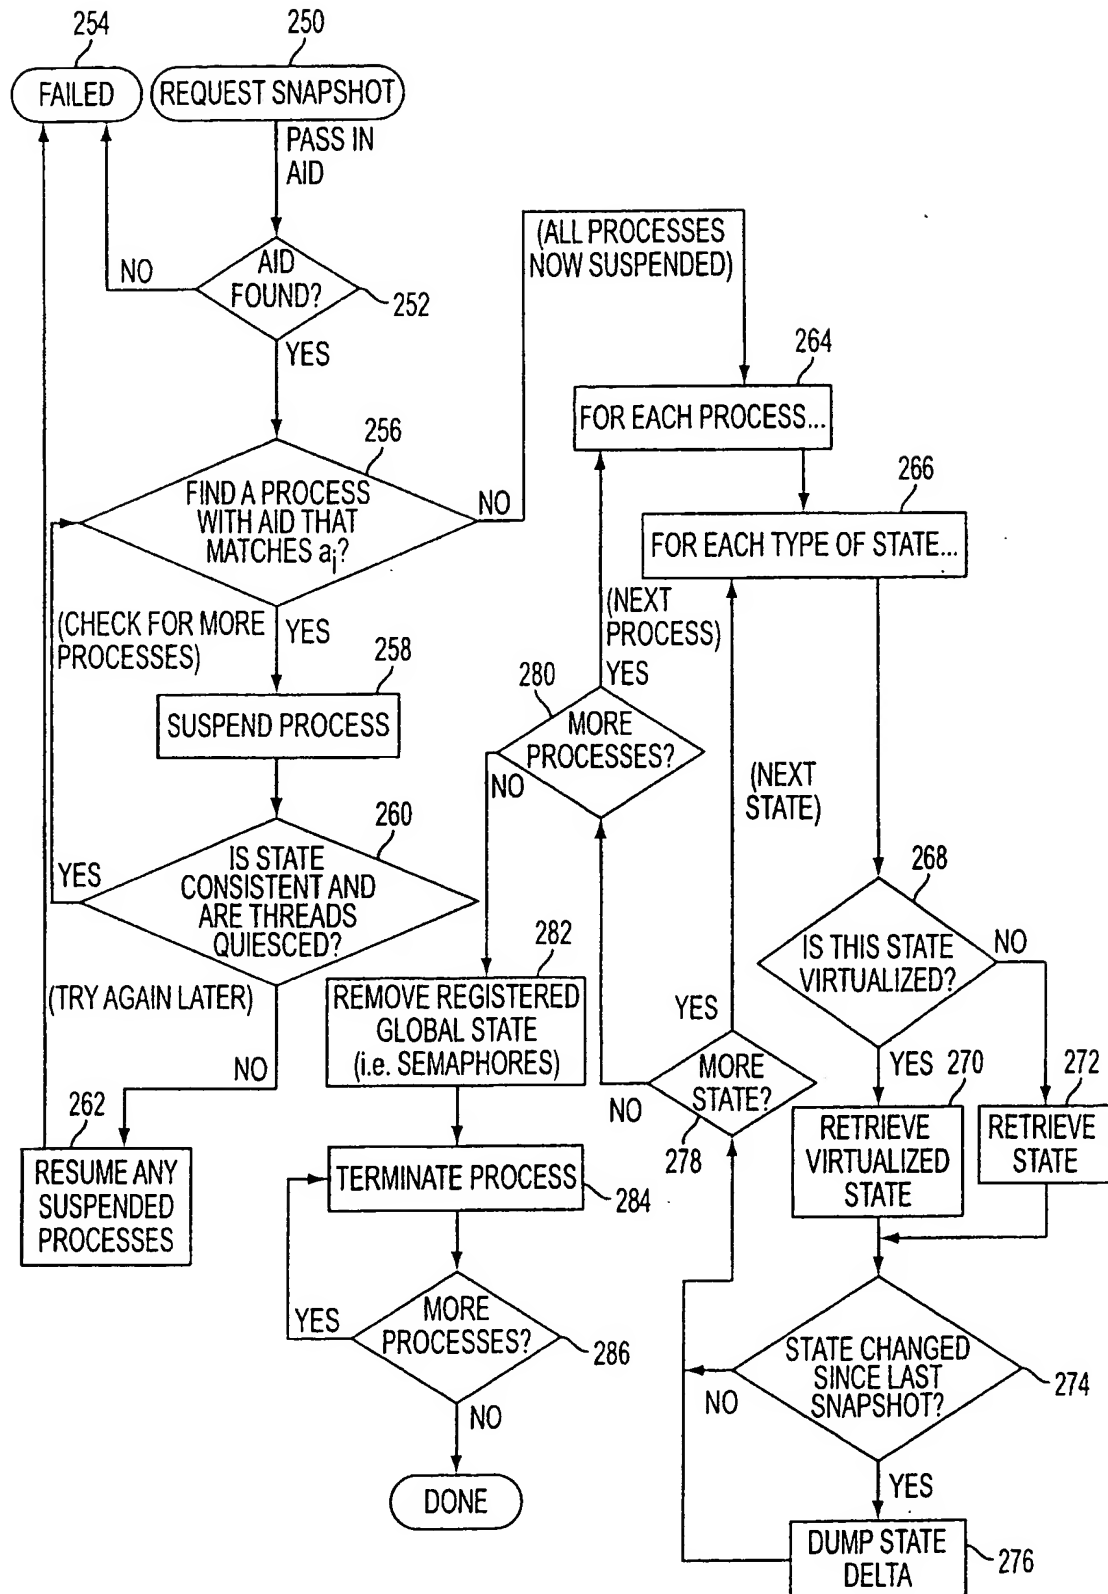 254
FAILED
250
REQUEST SNAPSHOT
PASS IN
AID
AID
FOUND?
252
NO
YES
256
FIND A PROCESS
WITH AID THAT
MATCHES ai?
NO
(ALL PROCESSES
NOW SUSPENDED)
(CHECK FOR MORE
PROCESSES)
YES
258
SUSPEND PROCESS
260
IS STATE
CONSISTENT AND
ARE THREADS
QUIESCED?
YES
(TRY AGAIN LATER)
NO
262
RESUME ANY
SUSPENDED
PROCESSES
264
FOR EACH PROCESS...
266
FOR EACH TYPE OF STATE...
(NEXT
PROCESS)
YES
280
MORE
PROCESSES?
NO
(NEXT
STATE)
268
IS THIS STATE
VIRTUALIZED?
NO
YES
270
RETRIEVE
VIRTUALIZED
STATE
272
RETRIEVE
STATE
YES
MORE
STATE?
NO
278
282
REMOVE REGISTERED
GLOBAL STATE
(i.e. SEMAPHORES)
TERMINATE PROCESS
284
MORE
PROCESSES?
YES
286
NO
DONE
STATE CHANGED
SINCE LAST
SNAPSHOT?
NO
274
YES
DUMP STATE
DELTA
276